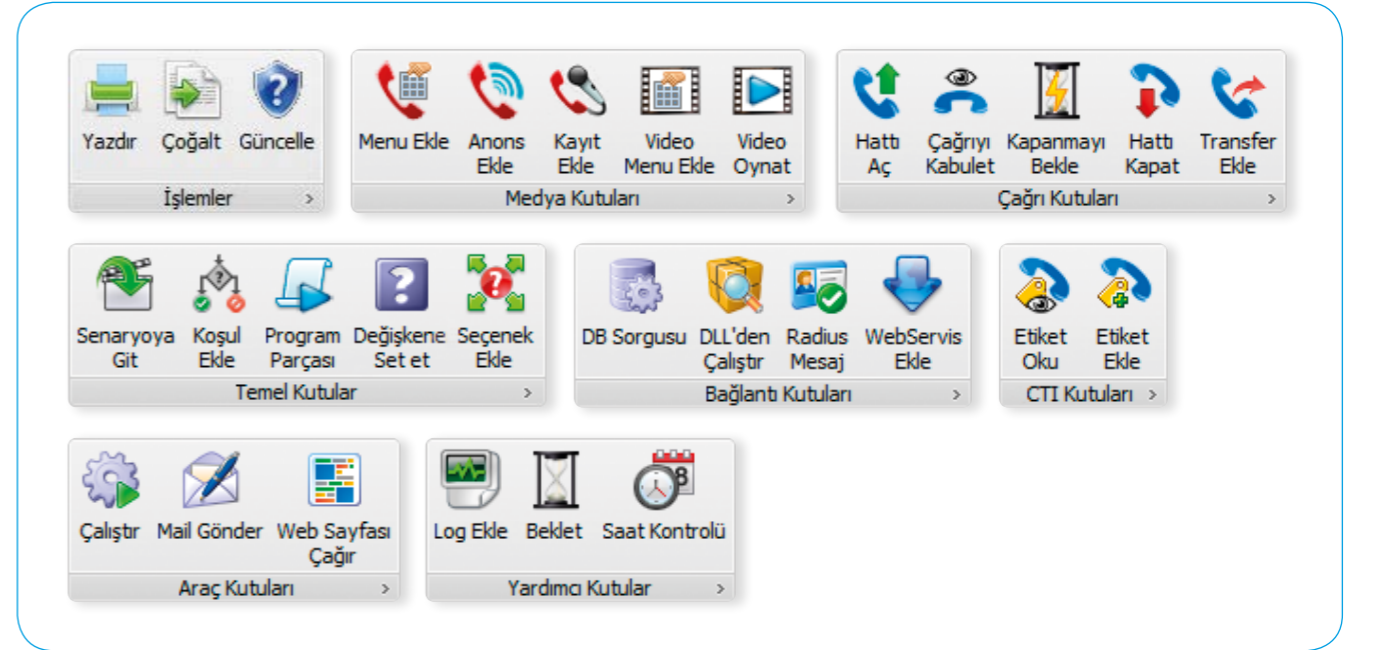 Yazdır Çoğalt Güncelle
İşlemler
Menu Ekle Anons Ekle Kayıt Ekle Video Menu Ekle Video Oynat
Medya Kutuları
Hattı Aç Çağrıyı Kabulet Kapanmayı Bekle Hattı Kapat Transfer Ekle
Çağrı Kutuları
Senaryoya Git Koşul Ekle Program Parçası Değişkene Set et Seçenek Ekle
Temel Kutular
DB Sorgusu DLL'den Çalıştır Radius Mesaj WebServis Ekle
Bağlantı Kutuları
Etiket Oku Etiket Ekle
CTI Kutuları
Çalıştır Mail Gönder Web Sayfası Çağır
Araç Kutuları
Log Ekle Beklet Saat Kontrolü
Yardımcı Kutular